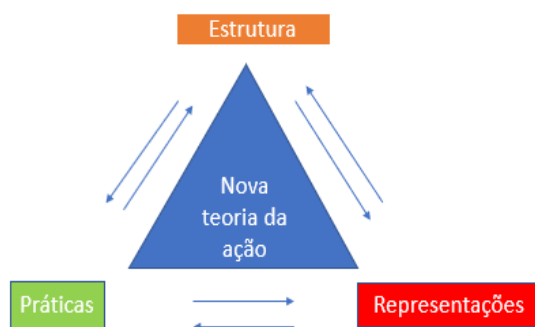 Estrutura
Nova
teoria da
ação
Práticas
Representações